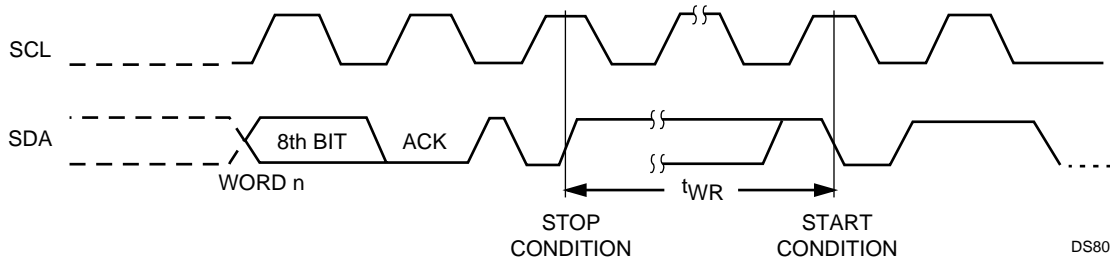 SCL
SDA
8th BIT
ACK
WORD n
tWR
STOP
CONDITION
START
CONDITION
DS80